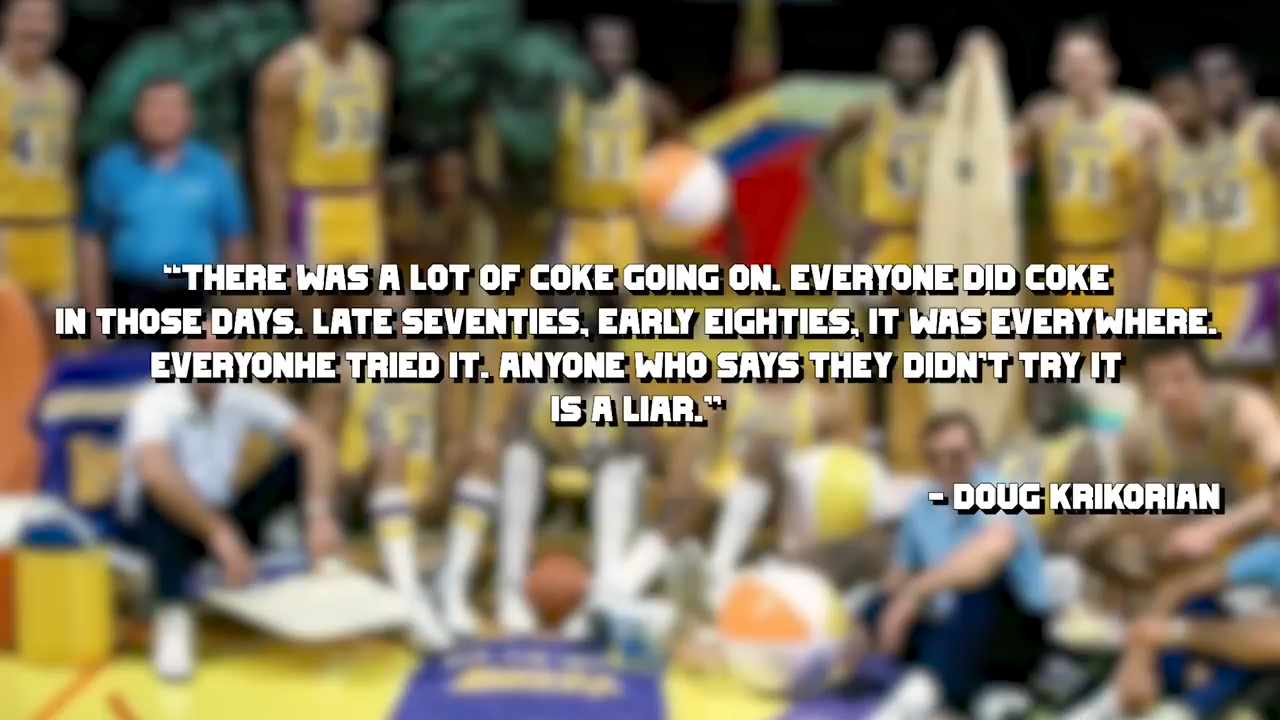 “THERE WAS A LOT OF COKE GOING ON. EVERYONE DID COKE
IN THOSE DAYS. LATE SEVENTIES, EARLY EIGHTIES, IT WAS EVERYWHERE.
EVERYONHE TRIED IT. ANYONE WHO SAYS THEY DIDN'T TRY IT
IS A LIAR.”
- DOUG KRIKORIAN